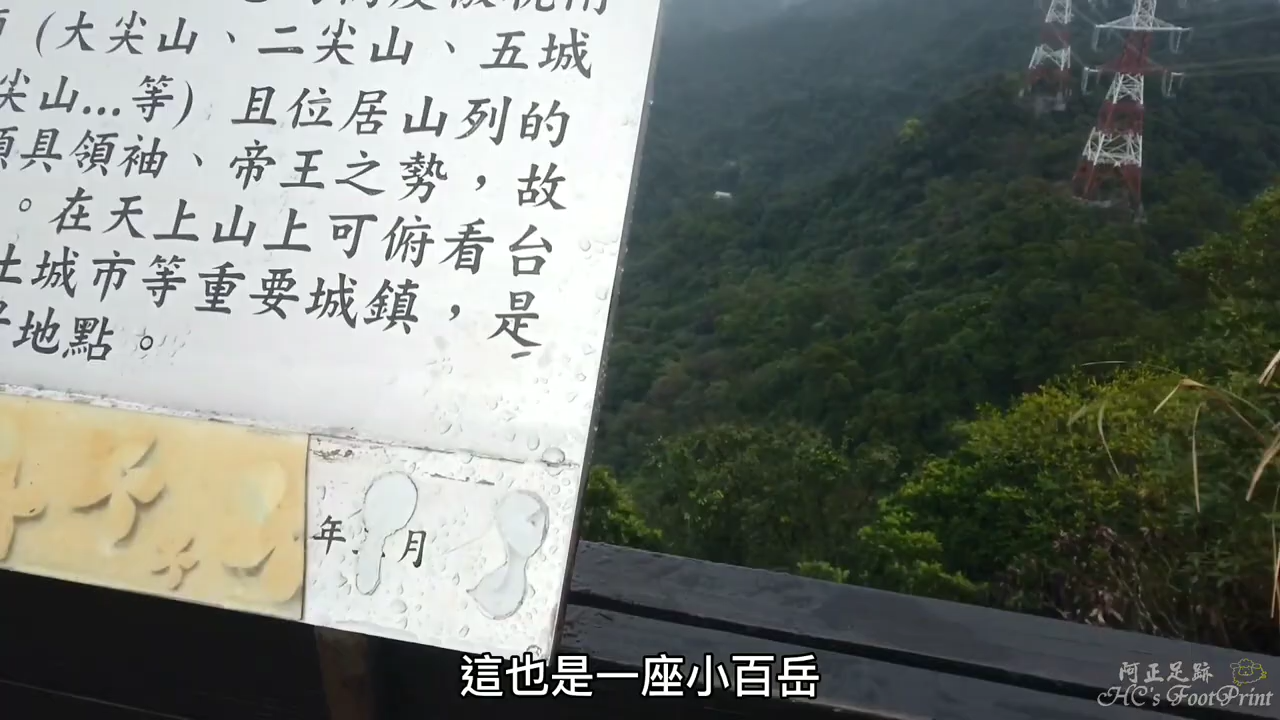 (大尖山、二尖山、五城
尖山...等)且位居山列的
具領袖、帝王之勢，故
。在天上山上可俯看台
城市等重要城鎮，是
地點。
年 月
這也是一座小百岳
阿正足跡
HC's FootPrint